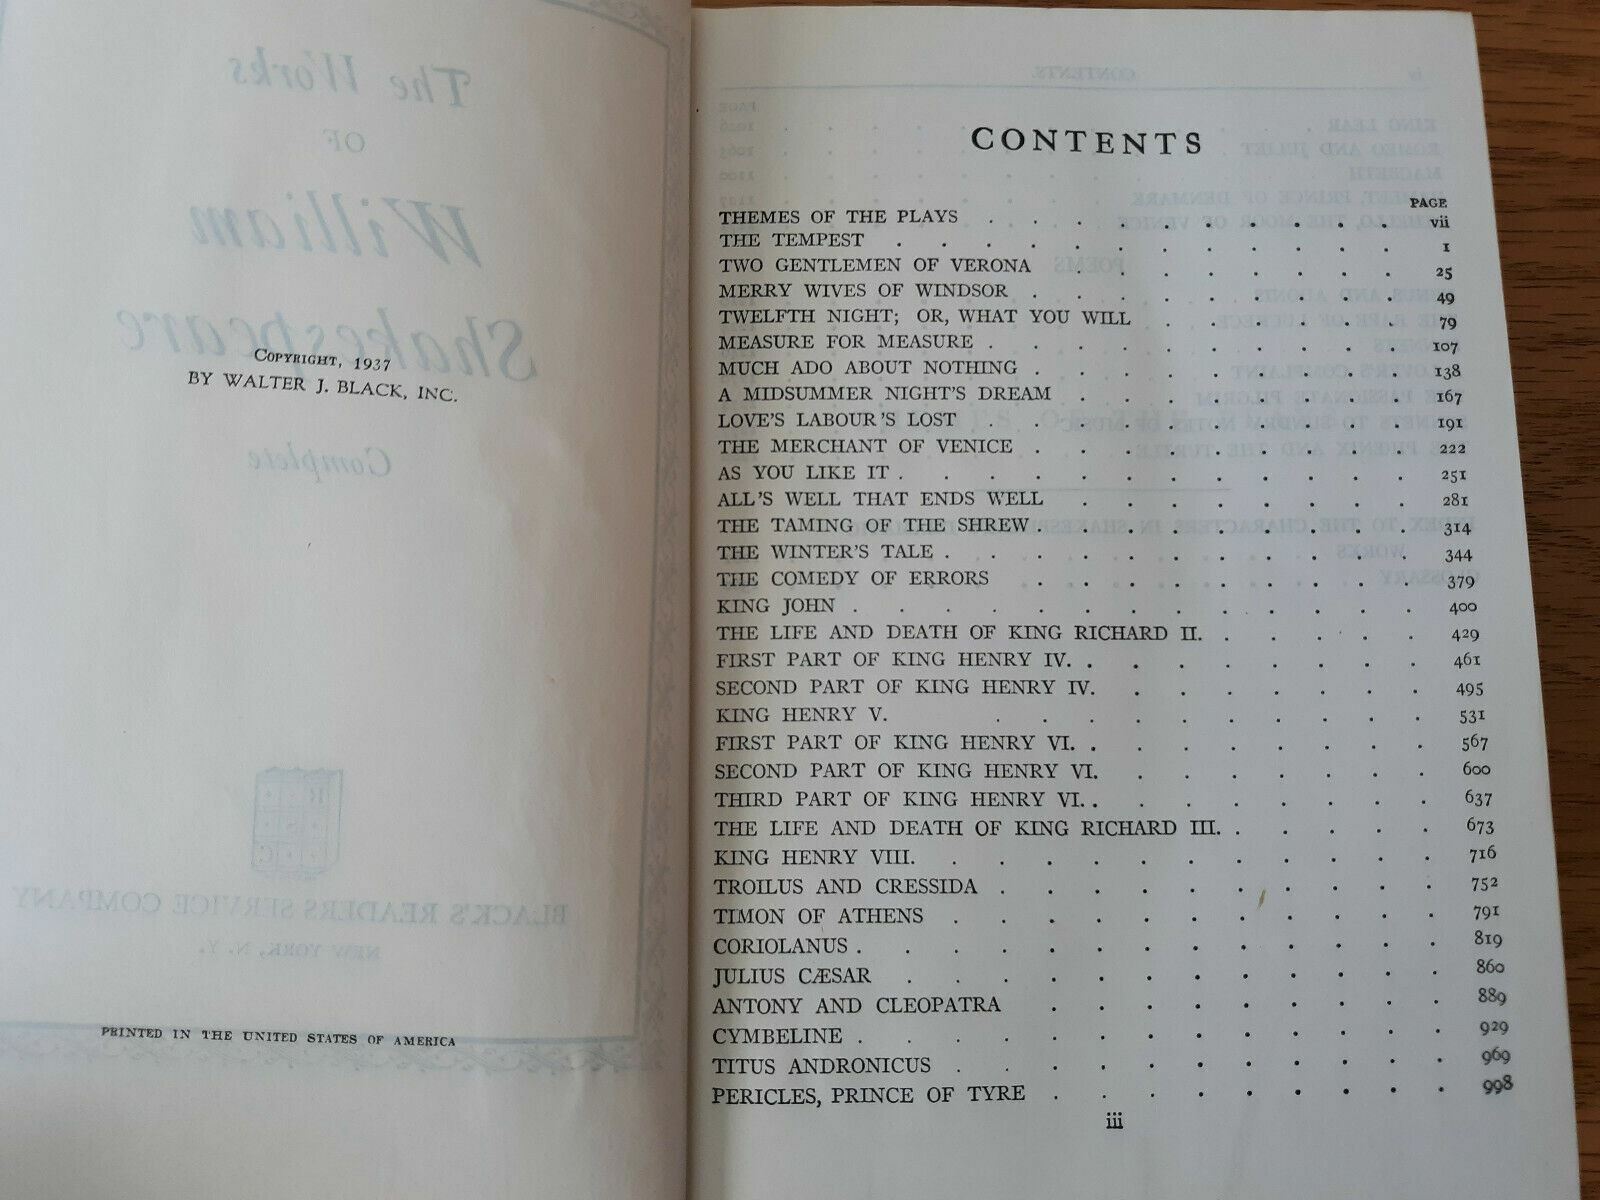 The Works
OF
William
Shakespeare
COPYRIGHT, 1937
BY WALTER J. BLACK, INC.
Complete
BLACK'S READERS SERVICE COMPANY
NEW YORK, N. Y.
PRINTED IN THE UNITED STATES OF AMERICA
CONTENTS
PAGE
THEMES OF THE PLAYS . . . . . . . . . . vii
THE TEMPEST . . . . . . . . . . . . 1
TWO GENTLEMEN OF VERONA . . . . . . . . 25
MERRY WIVES OF WINDSOR . . . . . . . . . 49
TWELFTH NIGHT; OR, WHAT YOU WILL . . . . . . 79
MEASURE FOR MEASURE . . . . . . . . . . 107
MUCH ADO ABOUT NOTHING . . . . . . . . . 138
A MIDSUMMER NIGHT'S DREAM . . . . . . . . 167
LOVE'S LABOUR'S LOST . . . . . . . . . . 191
THE MERCHANT OF VENICE . . . . . . . . . 222
AS YOU LIKE IT . . . . . . . . . . . . 251
ALL'S WELL THAT ENDS WELL . . . . . . . . 281
THE TAMING OF THE SHREW . . . . . . . . . 314
THE WINTER'S TALE . . . . . . . . . . . 344
THE COMEDY OF ERRORS . . . . . . . . . 379
KING JOHN . . . . . . . . . . . . . 400
THE LIFE AND DEATH OF KING RICHARD II. . . . . . 429
FIRST PART OF KING HENRY IV. . . . . . . . . 461
SECOND PART OF KING HENRY IV. . . . . . . . 495
KING HENRY V. . . . . . . . . . . . 531
FIRST PART OF KING HENRY VI. . . . . . . . . 567
SECOND PART OF KING HENRY VI. . . . . . . . 600
THIRD PART OF KING HENRY VI. . . . . . . . . 637
THE LIFE AND DEATH OF KING RICHARD III. . . . . . 673
KING HENRY VIII. . . . . . . . . . . . 716
TROILUS AND CRESSIDA . . . . . . . . . . 752
TIMON OF ATHENS . . . . . . . . . . . 791
CORIOLANUS . . . . . . . . . . . . . 819
JULIUS CÆSAR . . . . . . . . . . . . 860
ANTONY AND CLEOPATRA . . . . . . . . . 889
CYMBELINE . . . . . . . . . . . . . 929
TITUS ANDRONICUS . . . . . . . . . . . 969
PERICLES, PRINCE OF TYRE . . . . . . . . . 998
iii